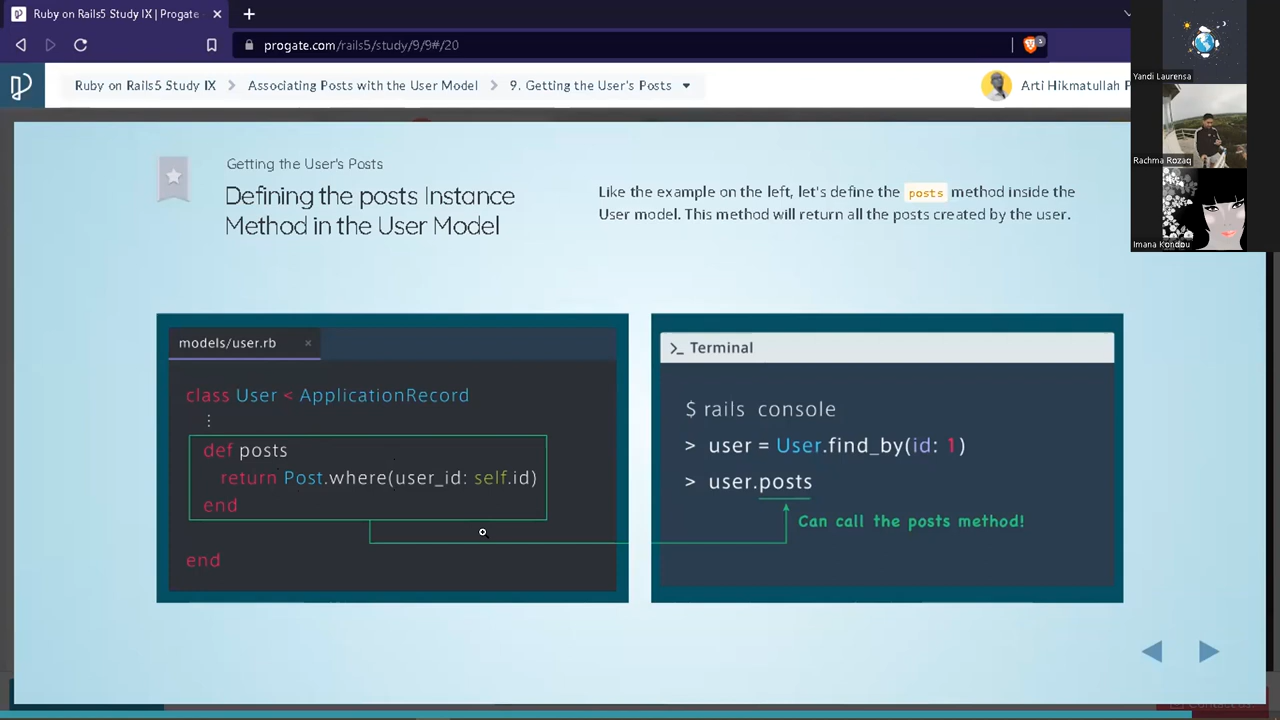 Ruby on Rails5 Study IX | Progate
progate.com/rails5/study/9/9#/20
Ruby on Rails5 Study IX
Associating Posts with the User Model
9. Getting the User's Posts
Arti Hikmatullah P
Yandi Laurensa
Rachma Rozaq
Imana Kondou
Getting the User's Posts
Defining the posts Instance
Method in the User Model
Like the example on the left, let's define the posts method inside the
User model. This method will return all the posts created by the user.
models/user.rb
class User < ApplicationRecord
⋮
def posts
return Post.where(user_id: self.id)
end
end
>_ Terminal
$ rails console
> user = User.find_by(id: 1)
> user.posts
Can call the posts method!
Contact us!